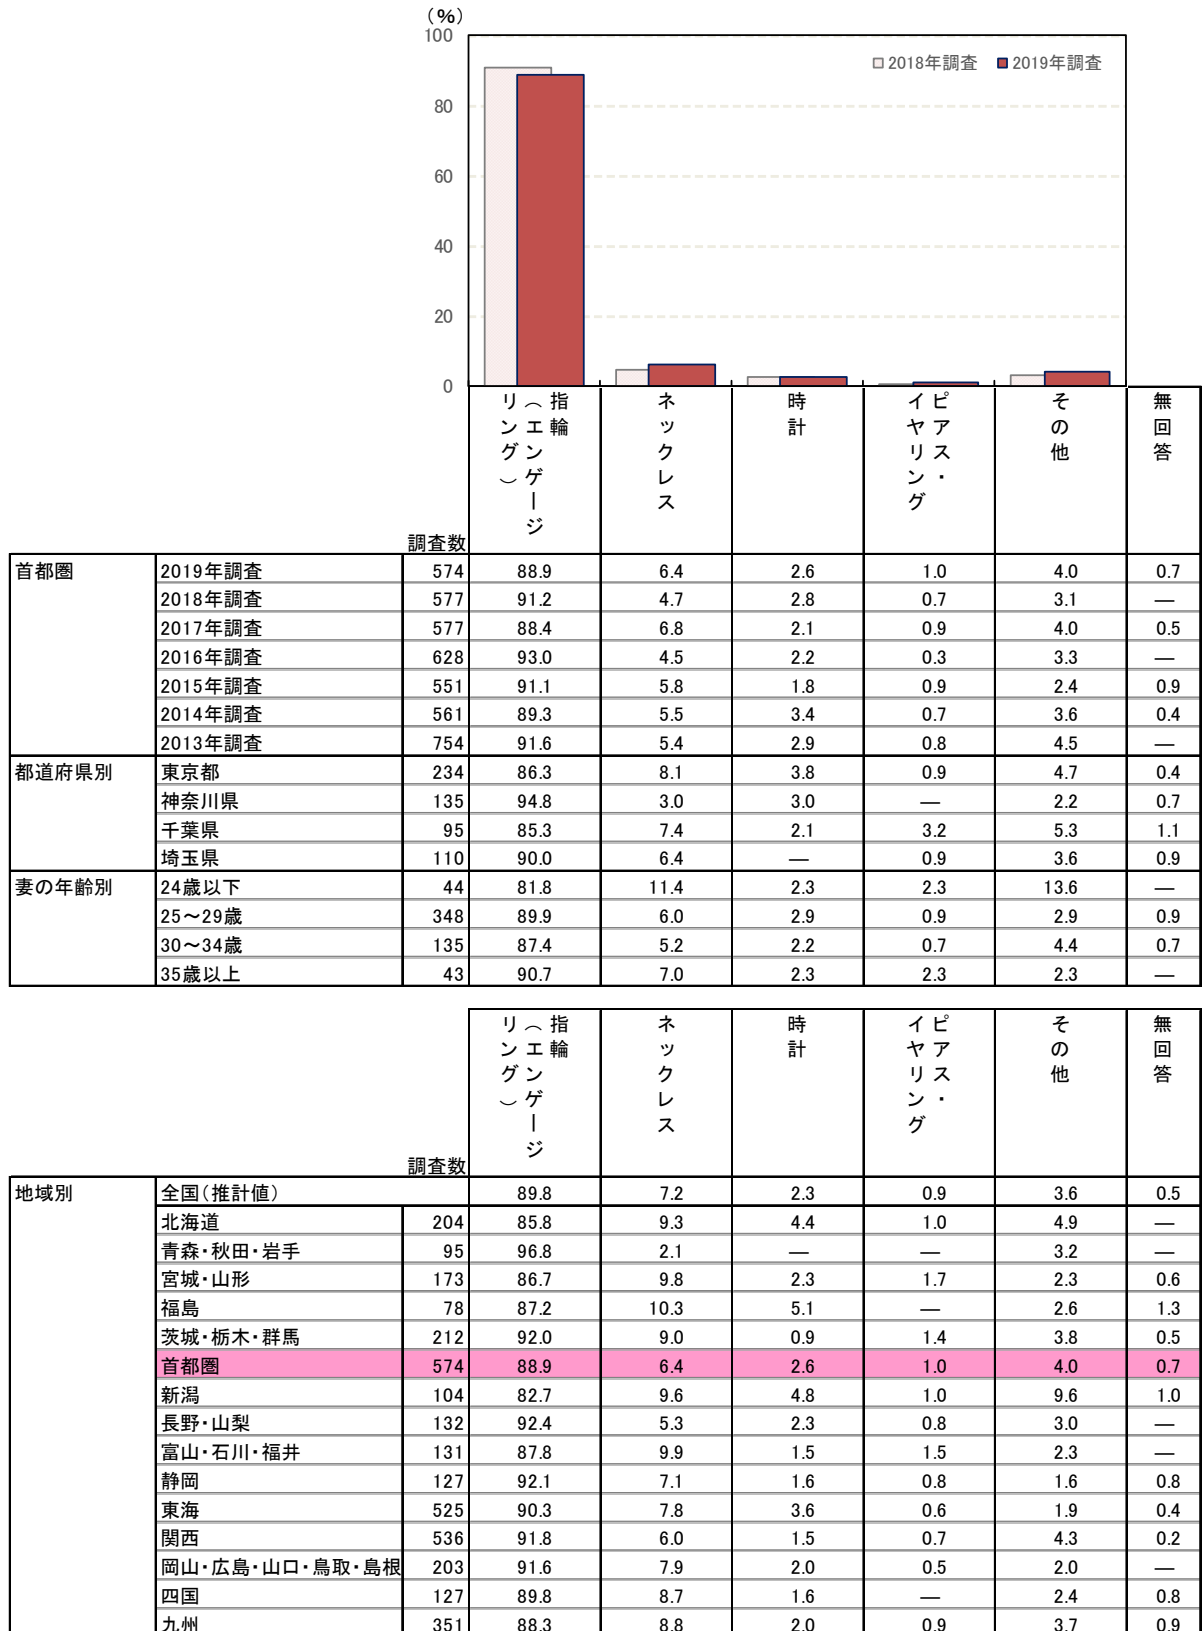 （%）
100
80
60
40
20
0
2018年調査 2019年調査
調査数 指輪（エンゲージリング） ネックレス 時計 ピアス・イヤリング その他 無回答
首都圏 2019年調査 574 88.9 6.4 2.6 1.0 4.0 0.7
2018年調査 577 91.2 4.7 2.8 0.7 3.1 ―
2017年調査 577 88.4 6.8 2.1 0.9 4.0 0.5
2016年調査 628 93.0 4.5 2.2 0.3 3.3 ―
2015年調査 551 91.1 5.8 1.8 0.9 2.4 0.9
2014年調査 561 89.3 5.5 3.4 0.7 3.6 0.4
2013年調査 754 91.6 5.4 2.9 0.8 4.5 ―
都道府県別 東京都 234 86.3 8.1 3.8 0.9 4.7 0.4
神奈川県 135 94.8 3.0 3.0 ― 2.2 0.7
千葉県 95 85.3 7.4 2.1 3.2 5.3 1.1
埼玉県 110 90.0 6.4 ― 0.9 3.6 0.9
妻の年齢別 24歳以下 44 81.8 11.4 2.3 2.3 13.6 ―
25～29歳 348 89.9 6.0 2.9 0.9 2.9 0.9
30～34歳 135 87.4 5.2 2.2 0.7 4.4 0.7
35歳以上 43 90.7 7.0 2.3 2.3 2.3 ―
調査数 指輪（エンゲージリング） ネックレス 時計 ピアス・イヤリング その他 無回答
地域別 全国（推計値） 89.8 7.2 2.3 0.9 3.6 0.5
北海道 204 85.8 9.3 4.4 1.0 4.9 ―
青森・秋田・岩手 95 96.8 2.1 ― ― 3.2 ―
宮城・山形 173 86.7 9.8 2.3 1.7 2.3 0.6
福島 78 87.2 10.3 5.1 ― 2.6 1.3
茨城・栃木・群馬 212 92.0 9.0 0.9 1.4 3.8 0.5
首都圏 574 88.9 6.4 2.6 1.0 4.0 0.7
新潟 104 82.7 9.6 4.8 1.0 9.6 1.0
長野・山梨 132 92.4 5.3 2.3 0.8 3.0 ―
富山・石川・福井 131 87.8 9.9 1.5 1.5 2.3 ―
静岡 127 92.1 7.1 1.6 0.8 1.6 0.8
東海 525 90.3 7.8 3.6 0.6 1.9 0.4
関西 536 91.8 6.0 1.5 0.7 4.3 0.2
岡山・広島・山口・鳥取・島根 203 91.6 7.9 2.0 0.5 2.0 ―
四国 127 89.8 8.7 1.6 ― 2.4 0.8
九州 351 88.3 8.8 2.0 0.9 3.7 0.9